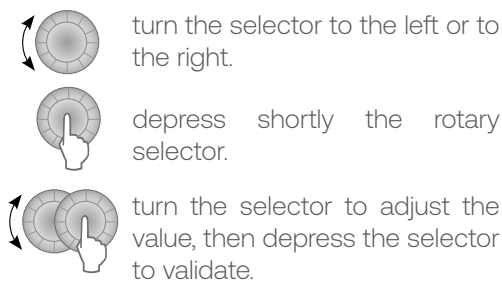 turn the selector to the left or to
the right.
depress shortly the rotary
selector.
turn the selector to adjust the
value, then depress the selector
to validate.